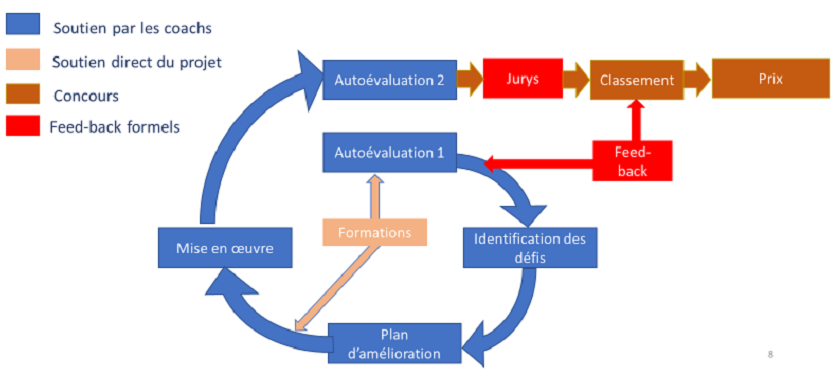 Soutien par les coachs
Soutien direct du projet
Concours
Feed-back formels
Autoévaluation 2
Jurys
Classement
Prix
Autoévaluation 1
Feed-
back
Formations
Mise en œuvre
Identification des
défis
Plan
d’amélioration
8